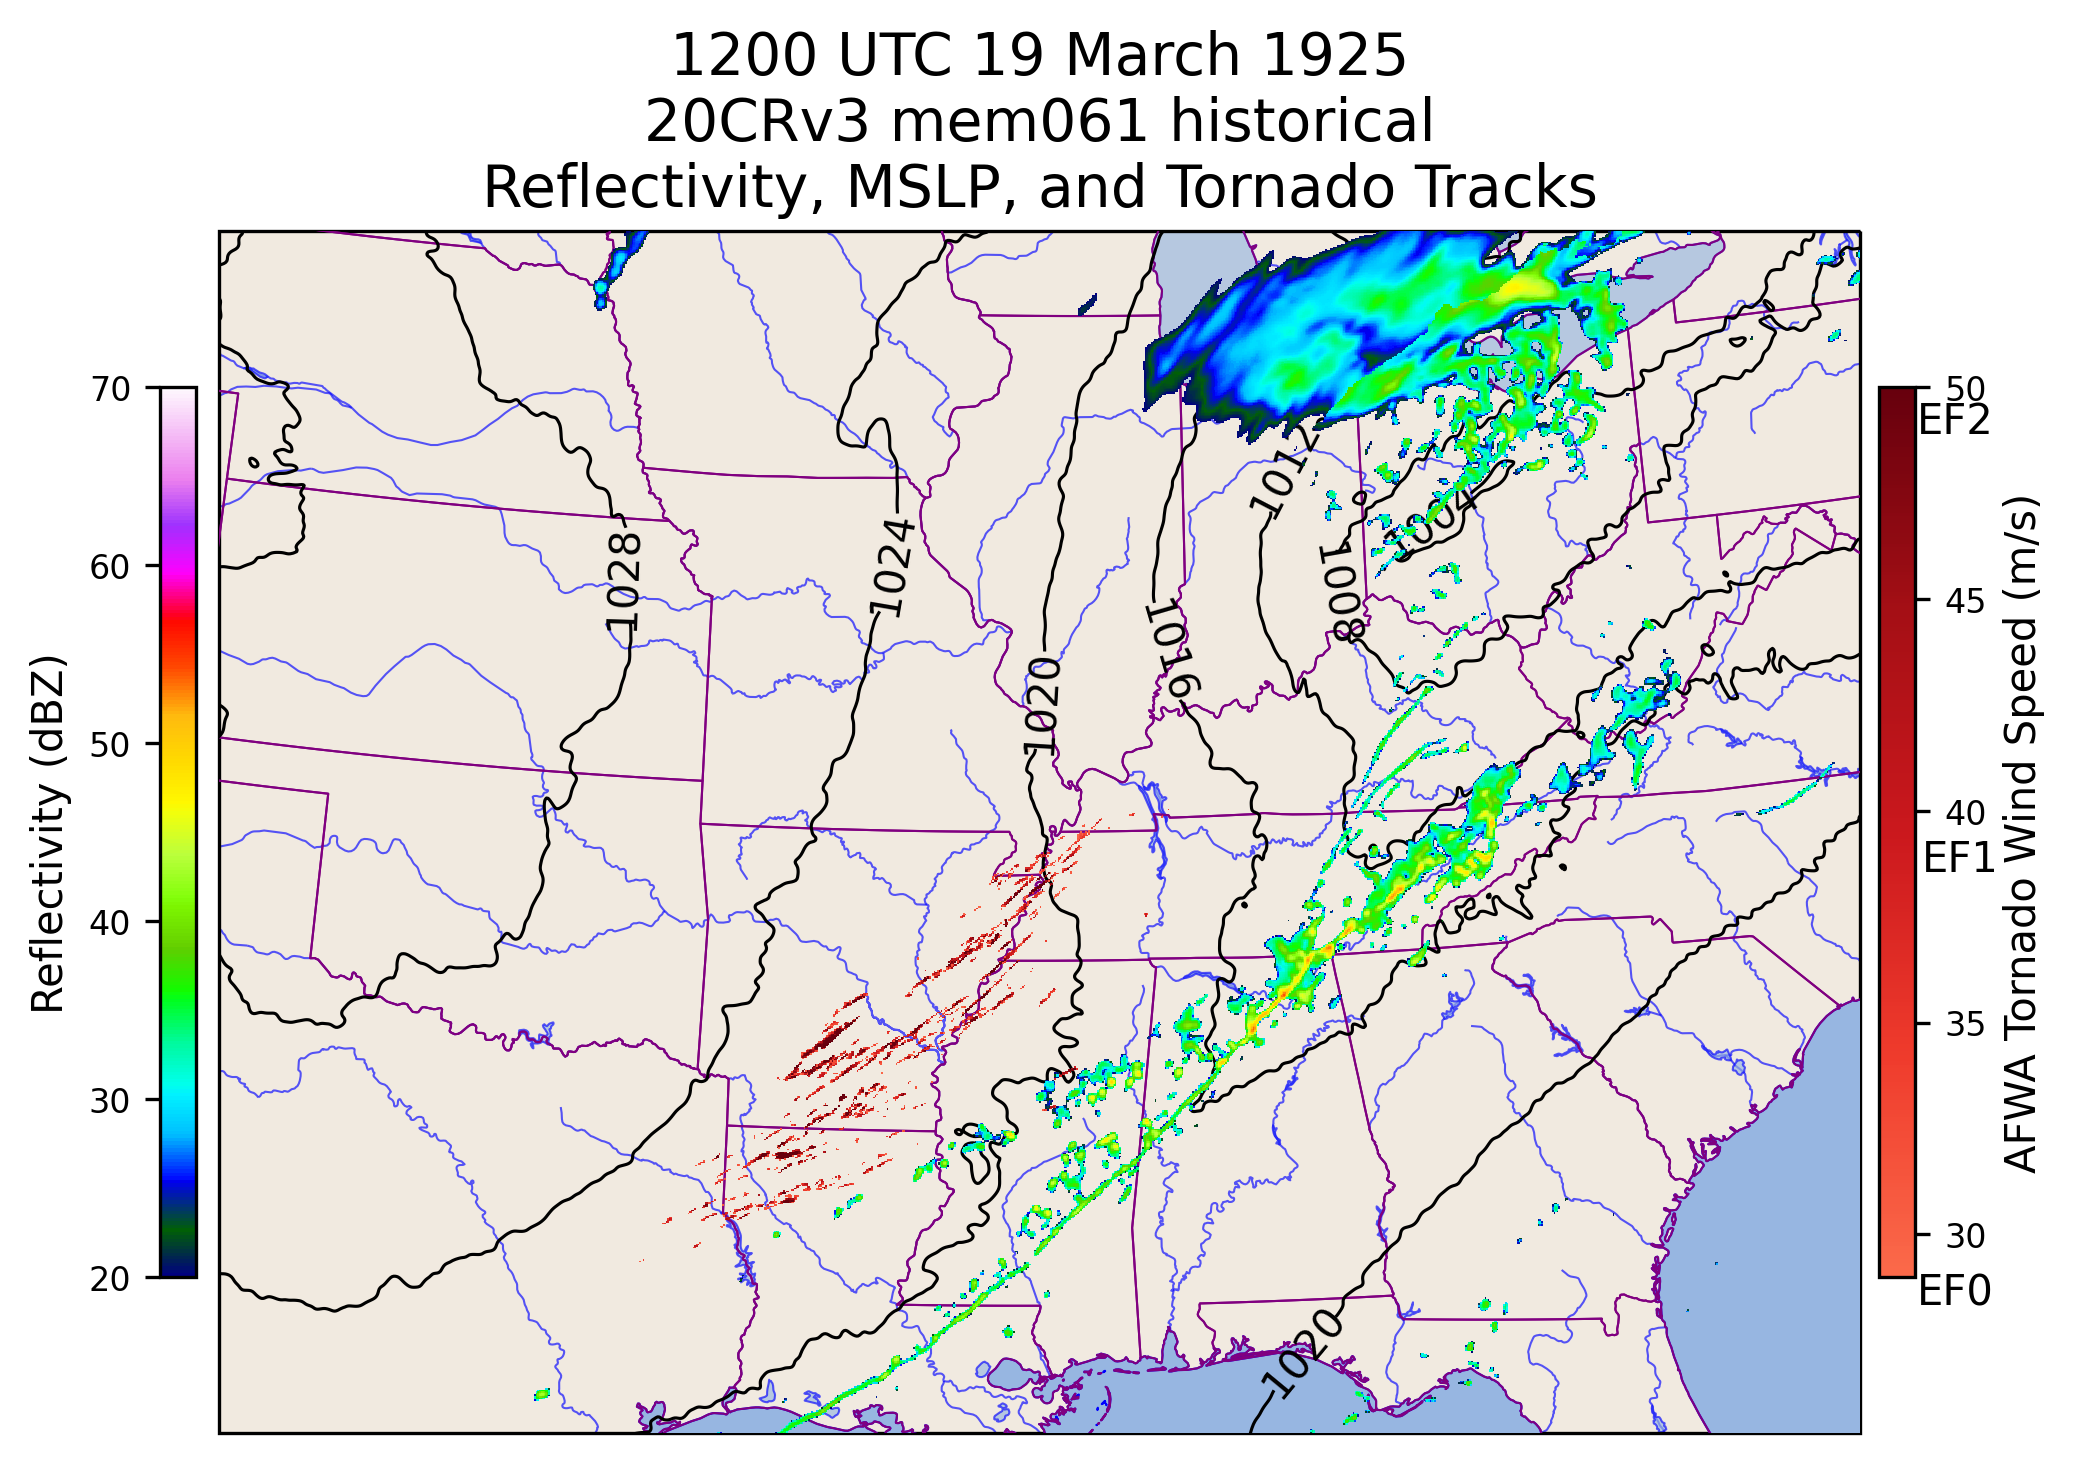 1200 UTC 19 March 1925
20CRv3 mem061 historical
Reflectivity, MSLP, and Tornado Tracks
70
60
50
40
30
20
Reflectivity (dBZ)
1028
1024
1020
1016
1012
1008
1004
1020
50
EF2
45
40
EF1
35
30
EF0
AFWA Tornado Wind Speed (m/s)